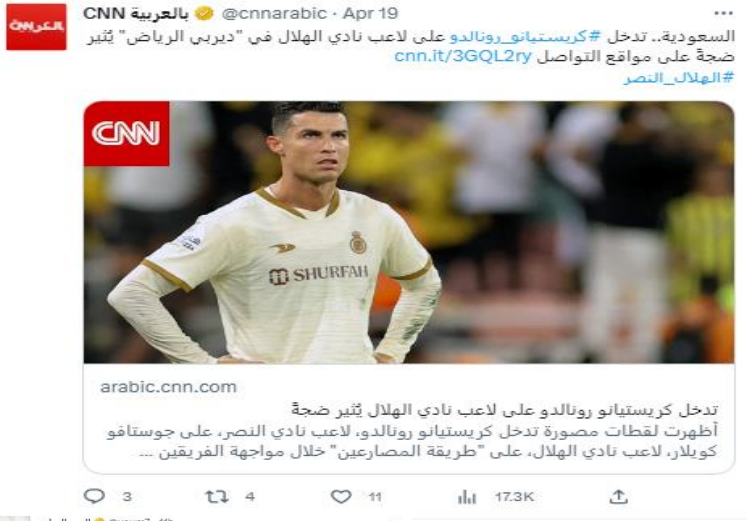 CNN بالعربية @cnnarabic · Apr 19
السعودية.. تدخل #كريستيانو_رونالدو على لاعب نادي الهلال في "ديربي الرياض" يُثير
ضجةً على مواقع التواصل cnn.it/3GQL2ry
#الهلال_النصر
العربية
CNN
SHURFAH
arabic.cnn.com
تدخل كريستيانو رونالدو على لاعب نادي الهلال يُثير ضجةً
أظهرت لقطات مصورة تدخل كريستيانو رونالدو، لاعب نادي النصر، على جوستافو
كويلار، لاعب نادي الهلال، على "طريقة المصارعين" خلال مواجهة الفريقين ...
3 4 11 17.3K